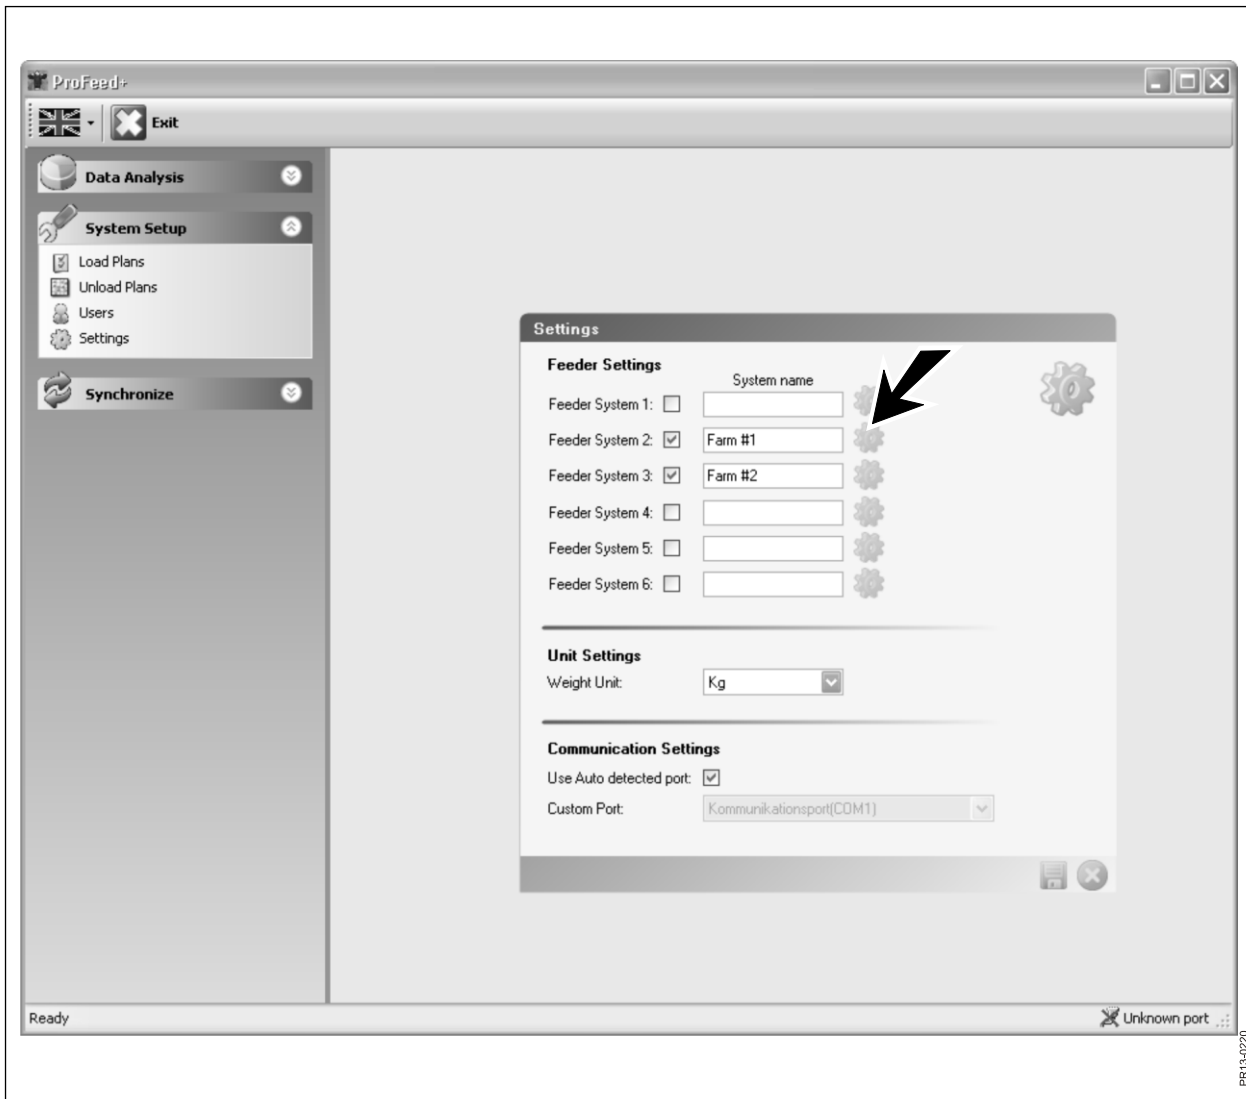 ProFeed+
Exit
Data Analysis
System Setup
Load Plans
Unload Plans
Users
Settings
Synchronize
Settings
Feeder Settings
System name
Feeder System 1:
Feeder System 2: Farm #1
Feeder System 3: Farm #2
Feeder System 4:
Feeder System 5:
Feeder System 6:
Unit Settings
Weight Unit: Kg
Communication Settings
Use Auto detected port:
Custom Port: Kommunikationsport(COM1)
Ready
Unknown port
PR13-0220